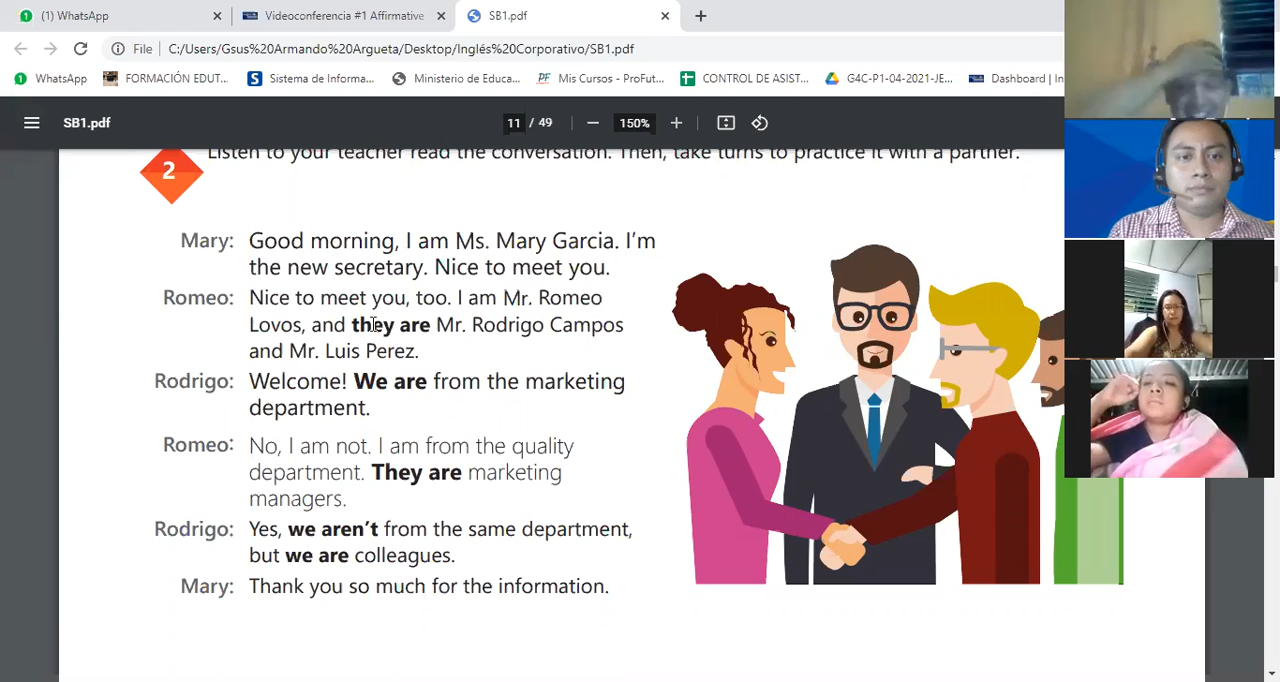 (1) WhatsApp
Videoconferencia #1 Affirmative
SB1.pdf
File
C:/Users/Gsus%20Armando%20Argueta/Desktop/Inglés%20Corporativo/SB1.pdf
WhatsApp
FORMACIÓN EDUT...
Sistema de Informa...
Ministerio de Educa...
Mis Cursos - ProFut...
CONTROL DE ASIST...
G4C-P1-04-2021-JE...
Dashboard | In
SB1.pdf
11 / 49
150%
2
Listen to your teacher read the conversation. Then, take turns to practice it with a partner.
Mary: Good morning, I am Ms. Mary Garcia. I'm
the new secretary. Nice to meet you.
Romeo: Nice to meet you, too. I am Mr. Romeo
Lovos, and they are Mr. Rodrigo Campos
and Mr. Luis Perez.
Rodrigo: Welcome! We are from the marketing
department.
Romeo: No, I am not. I am from the quality
department. They are marketing
managers.
Rodrigo: Yes, we aren't from the same department,
but we are colleagues.
Mary: Thank you so much for the information.